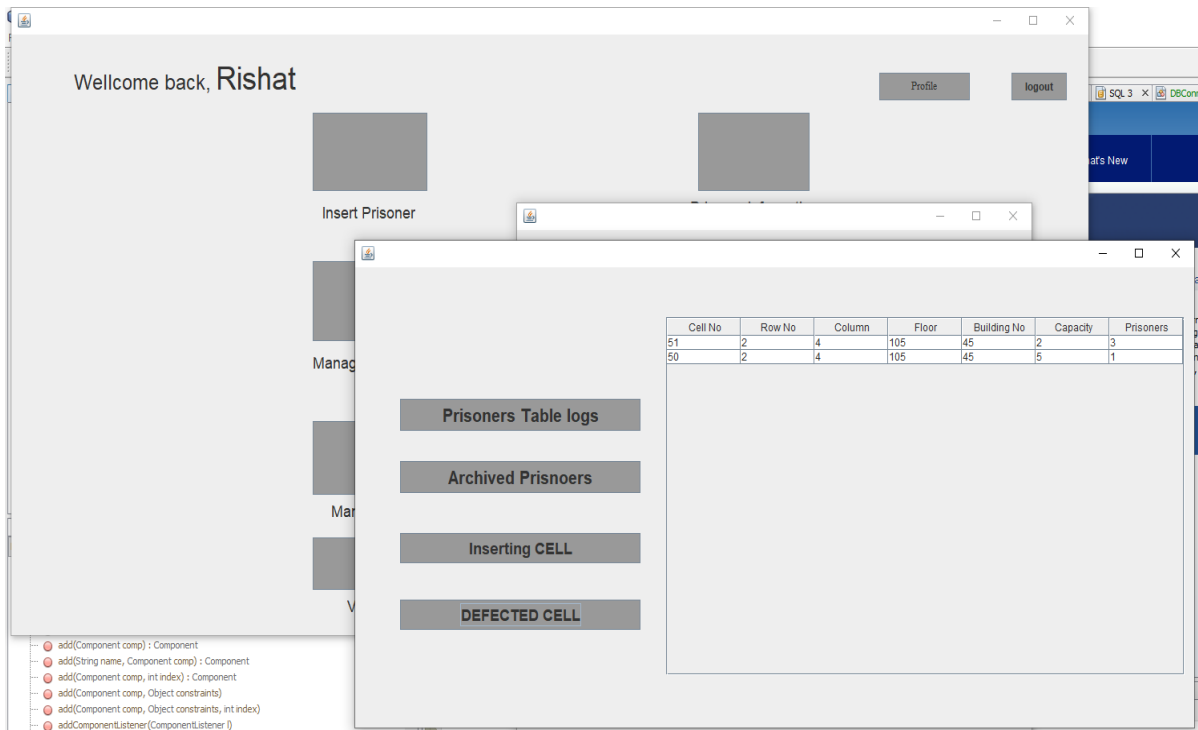 Wellcome back, Rishat
Profile
logout
SQL 3
at's New
Insert Prisoner
Manag
Mar
V
Cell No Row No Column Floor Building No Capacity Prisoners
51 2 4 105 45 2 3
50 2 4 105 45 5 1
Prisoners Table logs
Archived Prisnoers
Inserting CELL
DEFECTED CELL
add(Component comp) : Component
add(String name, Component comp) : Component
add(Component comp, int index) : Component
add(Component comp, Object constraints)
add(Component comp, Object constraints, int index)
addComponentListener(ComponentListener l)